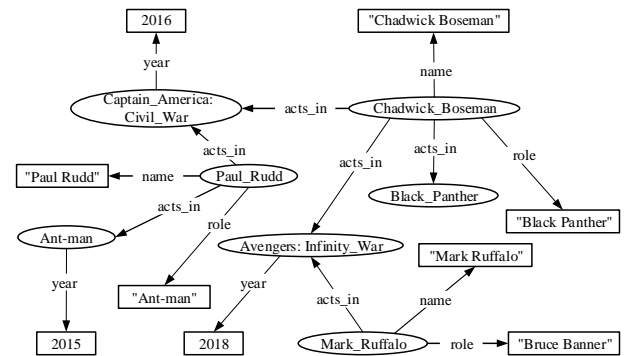 2016
"Chadwick Boseman"
year
name
Captain_America:
Civil_War
acts_in
Chadwick_Boseman
acts_in
acts_in
acts_in
role
"Paul Rudd"
name
Paul_Rudd
Black_Panther
acts_in
role
"Black Panther"
Ant-man
Avengers: Infinity_War
"Mark Ruffalo"
year
year
"Ant-man"
acts_in
name
2015
2018
Mark_Ruffalo
role
"Bruce Banner"